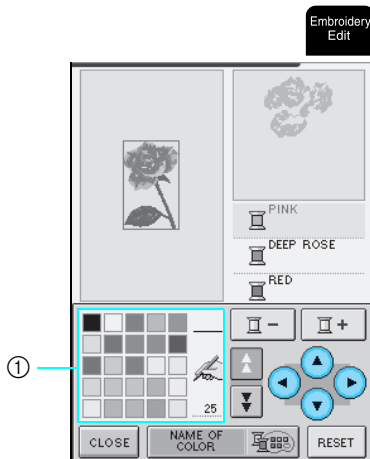 Embroidery
Edit
PINK
DEEP ROSE
RED
①
- +
25
CLOSE
NAME OF
COLOR
RESET